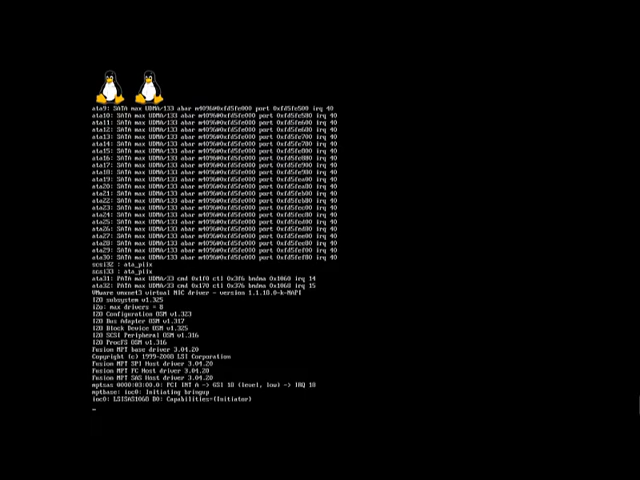 ata9: SATA max UDMA/133 abar m4096@0xfd5fe000 port 0xfd5fe500 irq 40
ata10: SATA max UDMA/133 abar m4096@0xfd5fe000 port 0xfd5fe580 irq 40
ata11: SATA max UDMA/133 abar m4096@0xfd5fe000 port 0xfd5fe600 irq 40
ata12: SATA max UDMA/133 abar m4096@0xfd5fe000 port 0xfd5fe680 irq 40
ata13: SATA max UDMA/133 abar m4096@0xfd5fe000 port 0xfd5fe700 irq 40
ata14: SATA max UDMA/133 abar m4096@0xfd5fe000 port 0xfd5fe780 irq 40
ata15: SATA max UDMA/133 abar m4096@0xfd5fe000 port 0xfd5fe800 irq 40
ata16: SATA max UDMA/133 abar m4096@0xfd5fe000 port 0xfd5fe880 irq 40
ata17: SATA max UDMA/133 abar m4096@0xfd5fe000 port 0xfd5fe900 irq 40
ata18: SATA max UDMA/133 abar m4096@0xfd5fe000 port 0xfd5fe980 irq 40
ata19: SATA max UDMA/133 abar m4096@0xfd5fe000 port 0xfd5fea00 irq 40
ata20: SATA max UDMA/133 abar m4096@0xfd5fe000 port 0xfd5fea80 irq 40
ata21: SATA max UDMA/133 abar m4096@0xfd5fe000 port 0xfd5feb00 irq 40
ata22: SATA max UDMA/133 abar m4096@0xfd5fe000 port 0xfd5feb80 irq 40
ata23: SATA max UDMA/133 abar m4096@0xfd5fe000 port 0xfd5fec00 irq 40
ata24: SATA max UDMA/133 abar m4096@0xfd5fe000 port 0xfd5fec80 irq 40
ata25: SATA max UDMA/133 abar m4096@0xfd5fe000 port 0xfd5fed00 irq 40
ata26: SATA max UDMA/133 abar m4096@0xfd5fe000 port 0xfd5fed80 irq 40
ata27: SATA max UDMA/133 abar m4096@0xfd5fe000 port 0xfd5fee00 irq 40
ata28: SATA max UDMA/133 abar m4096@0xfd5fe000 port 0xfd5fee80 irq 40
ata29: SATA max UDMA/133 abar m4096@0xfd5fe000 port 0xfd5fef00 irq 40
ata30: SATA max UDMA/133 abar m4096@0xfd5fe000 port 0xfd5fef80 irq 40
scsi32 : ata_piix
scsi33 : ata_piix
ata31: PATA max UDMA/33 cmd 0x1f0 ctl 0x3f6 bmdma 0x1060 irq 14
ata32: PATA max UDMA/33 cmd 0x170 ctl 0x376 bmdma 0x1068 irq 15
VMware vmxnet3 virtual NIC driver - version 1.1.18.0-k-NAPI
I2O subsystem v1.325
i2o: max drivers = 8
I2O Configuration OSM v1.323
I2O Bus Adapter OSM v1.317
I2O Block Device OSM v1.325
I2O SCSI Peripheral OSM v1.316
I2O ProcFS OSM v1.316
Fusion MPT base driver 3.04.20
Copyright (c) 1999-2008 LSI Corporation
Fusion MPT SPI Host driver 3.04.20
Fusion MPT FC Host driver 3.04.20
Fusion MPT SAS Host driver 3.04.20
mptsas 0000:03:00.0: PCI INT A -> GSI 18 (level, low) -> IRQ 18
mptbase: ioc0: Initiating bringup
ioc0: LSISAS1068 B0: Capabilities={Initiator}